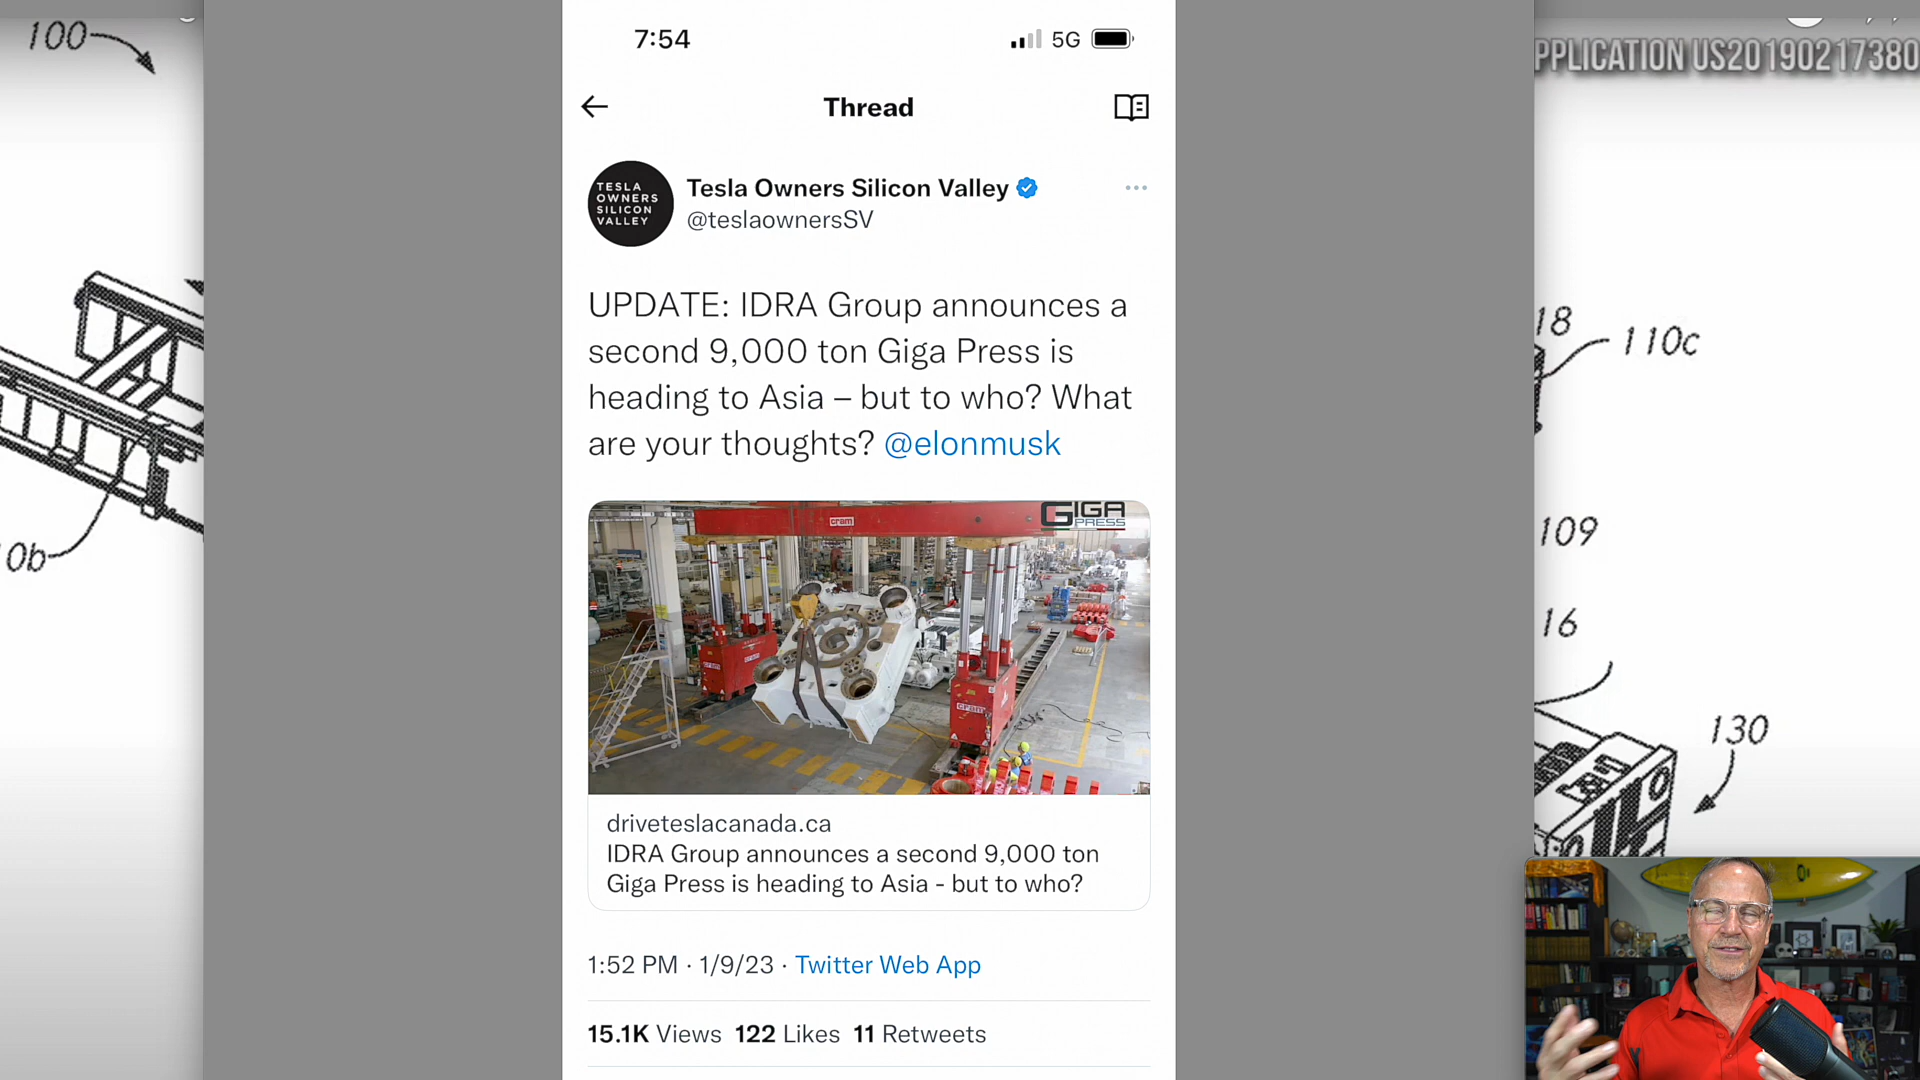 100
PPLICATION US20190217380
7:54
5G
Thread
TESLA
OWNERS
SILICON
VALLEY
Tesla Owners Silicon Valley
@teslaownersSV
UPDATE: IDRA Group announces a
second 9,000 ton Giga Press is
heading to Asia – but to who? What
are your thoughts? @elonmusk
18
110c
GIGA
PRESS
cram
109
0b
16
cram
cram
cram
130
driveteslacanada.ca
IDRA Group announces a second 9,000 ton
Giga Press is heading to Asia - but to who?
1:52 PM · 1/9/23 · Twitter Web App
15.1K Views 122 Likes 11 Retweets